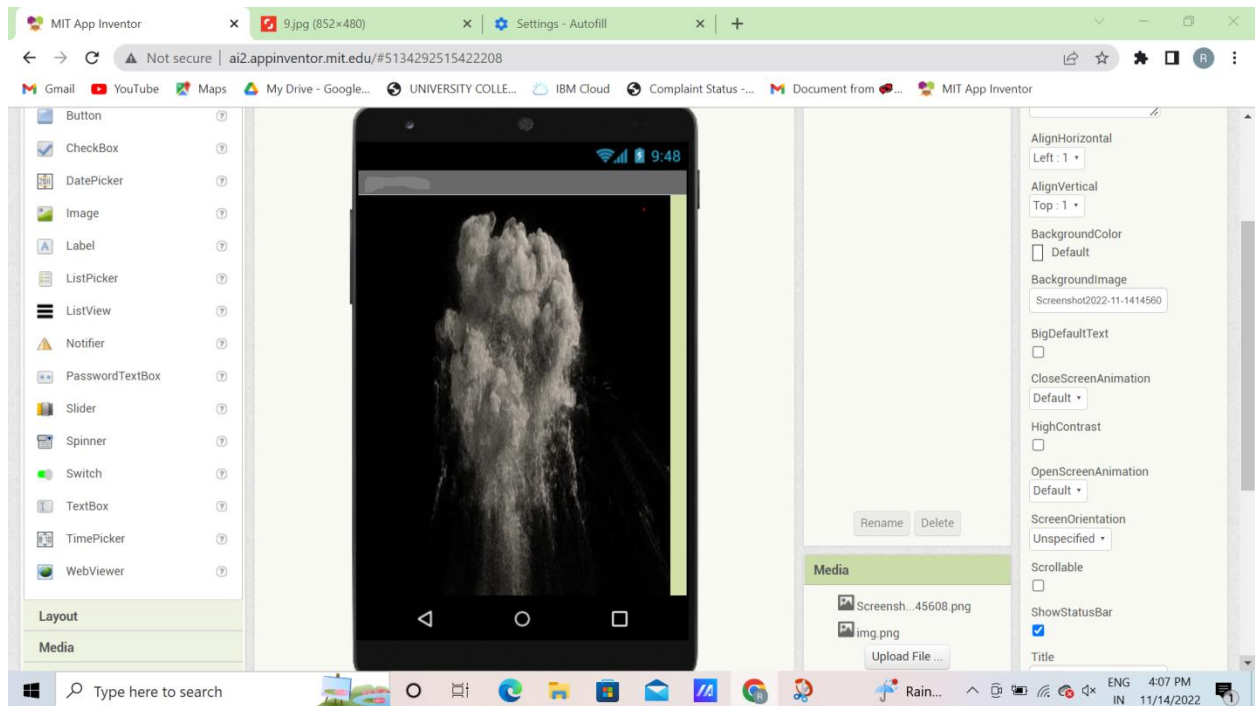 MIT App Inventor
9.jpg (852×480)
Settings - Autofill
Not secure | ai2.appinventor.mit.edu/#5134292515422208
R
Gmail YouTube Maps My Drive - Google... UNIVERSITY COLLE... IBM Cloud Complaint Status -... Document from ... MIT App Inventor
Button
CheckBox
DatePicker
Image
Label
ListPicker
ListView
Notifier
PasswordTextBox
Slider
Spinner
Switch
TextBox
TimePicker
WebViewer
Layout
Media
9:48
Rename Delete
Media
Screensh...45608.png
img.png
Upload File ...
AlignHorizontal
Left : 1
AlignVertical
Top : 1
BackgroundColor
Default
BackgroundImage
Screenshot2022-11-1414560
BigDefaultText
CloseScreenAnimation
Default
HighContrast
OpenScreenAnimation
Default
ScreenOrientation
Unspecified
Scrollable
ShowStatusBar
Title
Type here to search
Rain...
ENG
IN
4:07 PM
11/14/2022
1